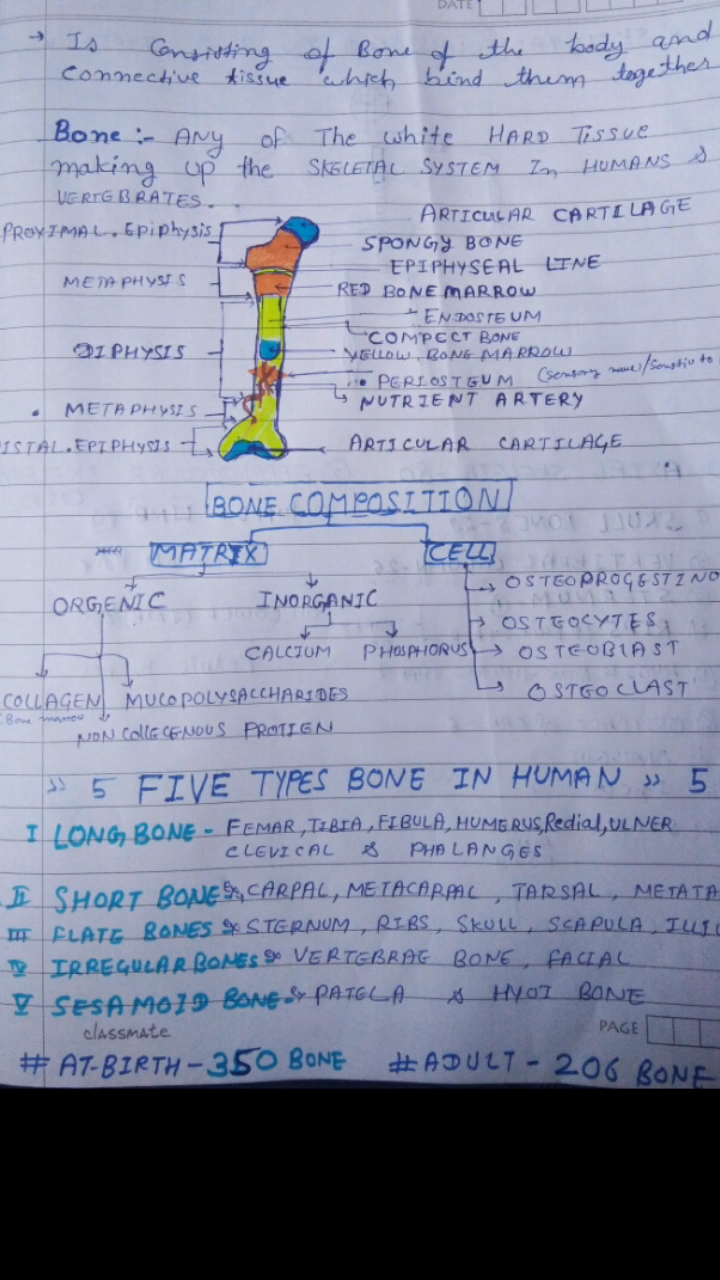 DATE
→ Is Consisting of Bone of the body and
Connective tissue which bind them together
Bone :- ANY of The white HARD Tissue
making up the SKELETAL SYSTEM In HUMANS &
VERTEBRATES.
PROXIMAL.Epiphysis
ARTICULAR CARTILAGE
SPONGY BONE
EPIPHYSEAL LINE
METAPHYSIS
RED BONE MARROW
ENDOSTEUM
COMPECT BONE
DIPHYSIS
YELLOW BONE MARROW
PERIOSTEUM
METAPHYSIS
NUTRIENT ARTERY
ISTAL.EPIPHYSIS
ARTICULAR CARTILAGE
BONE COMPOSITION
MATRIX CELL
ORGENIC INORGANIC
OSTEOPROGESTINO
OSTEOCYTES
CALCIUM PHOSPHORUS
OSTEOBLAST
OSTEOCLAST
COLLAGEN MUCOPOLYSACCHARIDES
Bone marrow
NON COllECENOUS PROTIEN
" 5 FIVE TYPES BONE IN HUMAN " 5
I LONG BONE - FEMAR, TIBIA, FIBULA, HUMERUS, Redial, ULNER
CLEVICAL & PHALANGES
II SHORT BONE CARPAL, METACARPAL, TARSAL, METATA
III FLATE BONES STERNUM, RIBS, SKULL, SCAPULA,
IV IRREGULAR BONES VERTEBRAE BONE, FACIAL
V SESAMOID BONE PATELA & HYOI BONE
classmate
PAGE
# AT-BIRTH - 350 BONE # ADULT - 206 BONE